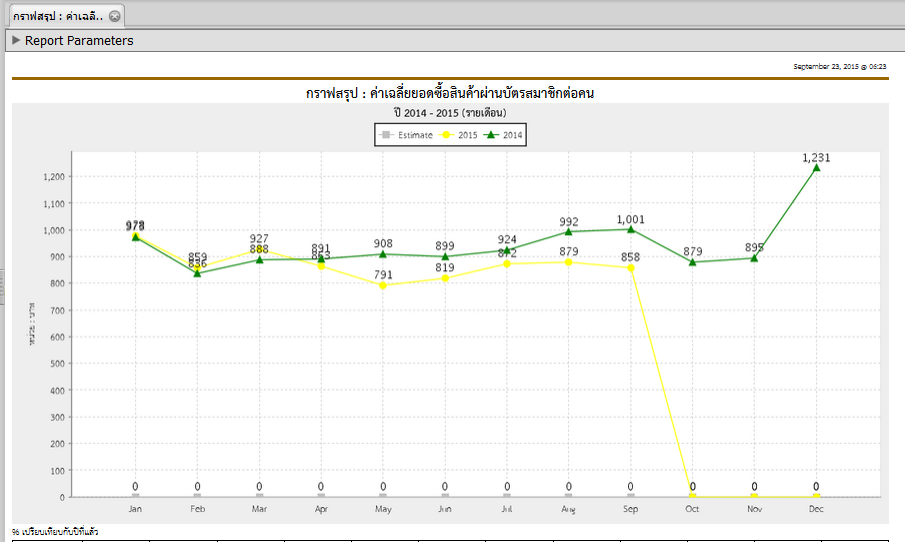 กราฟสรุป : ค่าเฉลี..
Report Parameters
September 23, 2015 @ 06:23
กราฟสรุป : ค่าเฉลี่ยยอดซื้อสินค้าผ่านบัตรสมาชิกต่อคน
ปี 2014 - 2015 (รายเดือน)
Estimate 2015 2014
1,231
1,200
1,100
1,000
900
800
700
600
500
400
300
200
100
0
หน่วย : บาท
859 836
927 888
891 863
908 791
899 819
924 872
992 879
1,001 858
879
895
0 0 0 0 0 0 0 0 0 0 0 0
Jan Feb Mar Apr May Jun Jul Aug Sep Oct Nov Dec
% เปรียบเทียบกับปีที่แล้ว